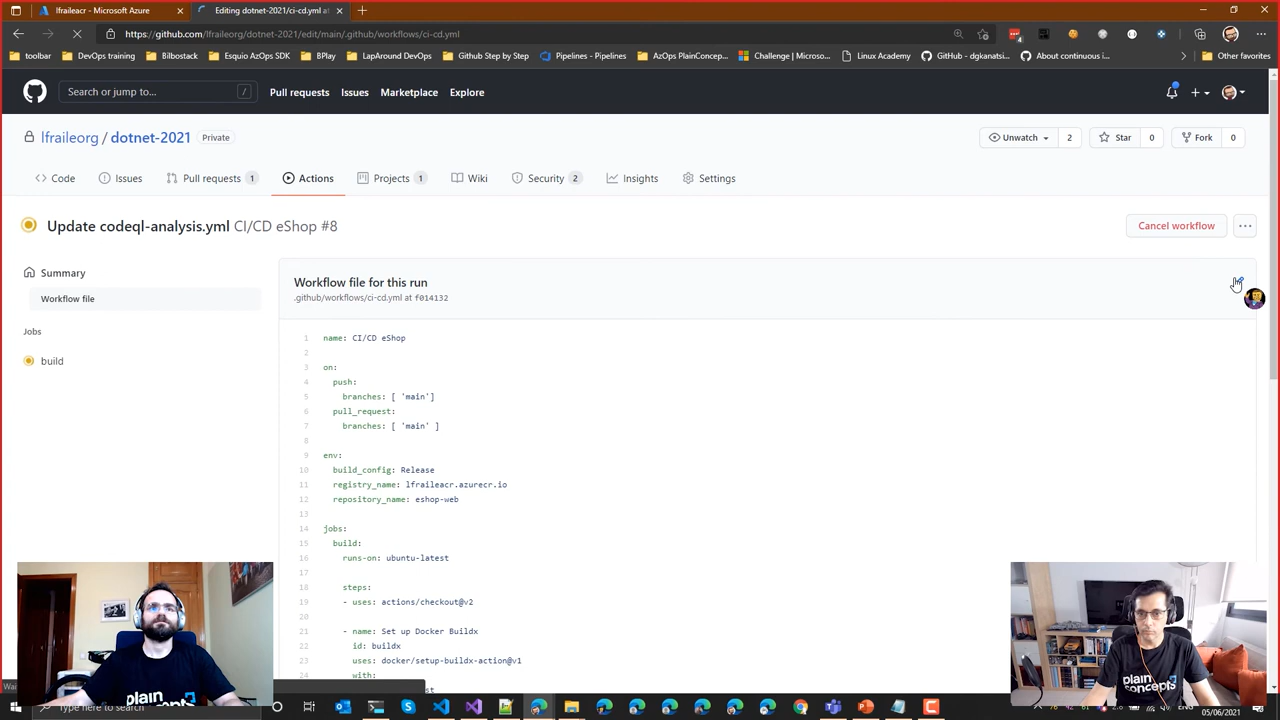 lfraileacr - Microsoft Azure
Editing dotnet-2021/ci-cd.yml at
https://github.com/lfraileorg/dotnet-2021/edit/main/.github/workflows/ci-cd.yml
toolbar
DevOps training
Bilbostack
Esquio AzOps SDK
BPlay
LapAround DevOps
Github Step by Step
Pipelines - Pipelines
AzOps PlainConcep...
Challenge | Microso...
Linux Academy
GitHub - dgkanatsi...
About continuous i...
Other favorites
Search or jump to...
/
Pull requests
Issues
Marketplace
Explore
lfraileorg / dotnet-2021
Private
Unwatch
2
Star
0
Fork
0
Code
Issues
Pull requests 1
Actions
Projects 1
Wiki
Security 2
Insights
Settings
Update codeql-analysis.yml CI/CD eShop #8
Cancel workflow
Summary
Workflow file
Jobs
build
Workflow file for this run
.github/workflows/ci-cd.yml at f014132
1 name: CI/CD eShop
2
3 on:
4 push:
5 branches: [ 'main']
6 pull_request:
7 branches: [ 'main' ]
8
9 env:
10 build_config: Release
11 registry_name: lfraileacr.azurecr.io
12 repository_name: eshop-web
13
14 jobs:
15 build:
16 runs-on: ubuntu-latest
17
18 steps:
19 - uses: actions/checkout@v2
20
21 - name: Set up Docker Buildx
22 id: buildx
23 uses: docker/setup-buildx-action@v1
24 with:
plain
concepts
plain
concepts
Type here to search
05/06/2021